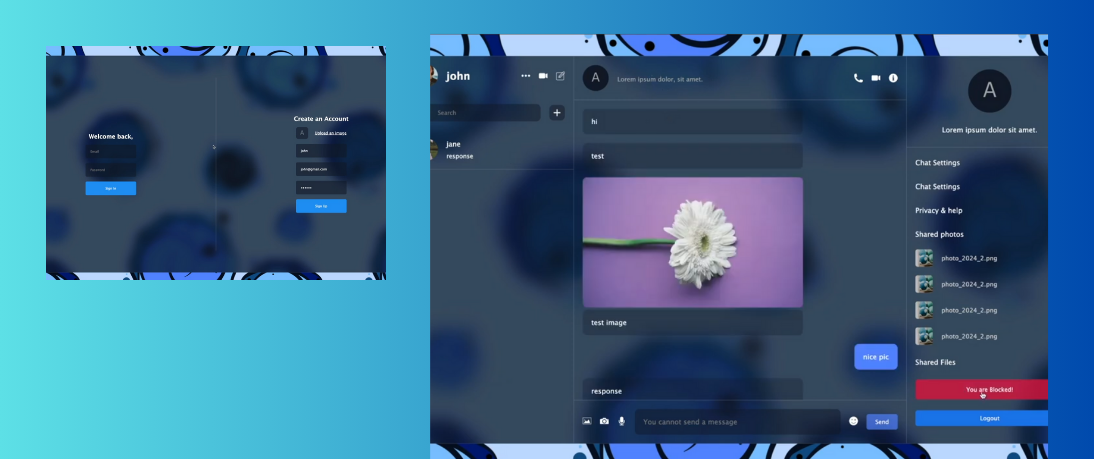 Welcome back,
Email
Password
Sign In
Create an Account
A
Upload an image
john
john@gmail.com
••••••
john
Search
jane
response
A
Lorem ipsum dolor, sit amet.
hi
test
test image
nice pic
response
You cannot send a message
Send
A
Lorem ipsum dolor sit amet.
Chat Settings
Chat Settings
Privacy & help
Shared photos
photo_2024_2.png
photo_2024_2.png
photo_2024_2.png
photo_2024_2.png
Shared Files
You are Blocked!
Logout